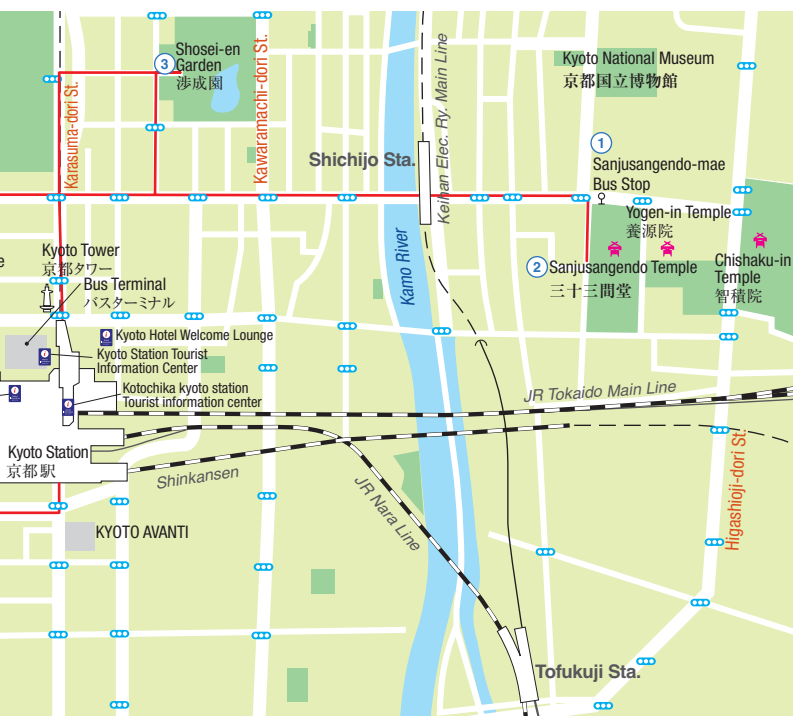 3
Shosei-en
Garden
渉成園
Karasuma-dori St.
Kawaramachi-dori St.
Keihan Elec. Ry. Main Line
Kyoto National Museum
京都国立博物館
1
Sanjusangendo-mae
Bus Stop
Shichijo Sta.
Yogen-in Temple
養源院
Kamo River
2
Sanjusangendo Temple
三十三間堂
Chishaku-in
Temple
智積院
e
Kyoto Tower
京都タワー
Bus Terminal
バスターミナル
Kyoto Hotel Welcome Lounge
Kyoto Station Tourist
Information Center
Kotochika kyoto station
Tourist information center
JR Tokaido Main Line
Kyoto Station
京都駅
Shinkansen
JR Nara Line
Higashioji-dori St.
KYOTO AVANTI
Tofukuji Sta.